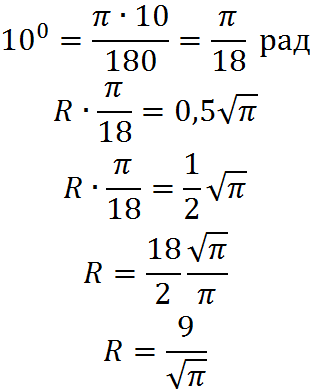 10⁰ = π · 10 / 180 = π / 18 рад
R · π / 18 = 0,5√π
R · π / 18 = 1 / 2 √π
R = 18 / 2 √π / π
R = 9 / √π